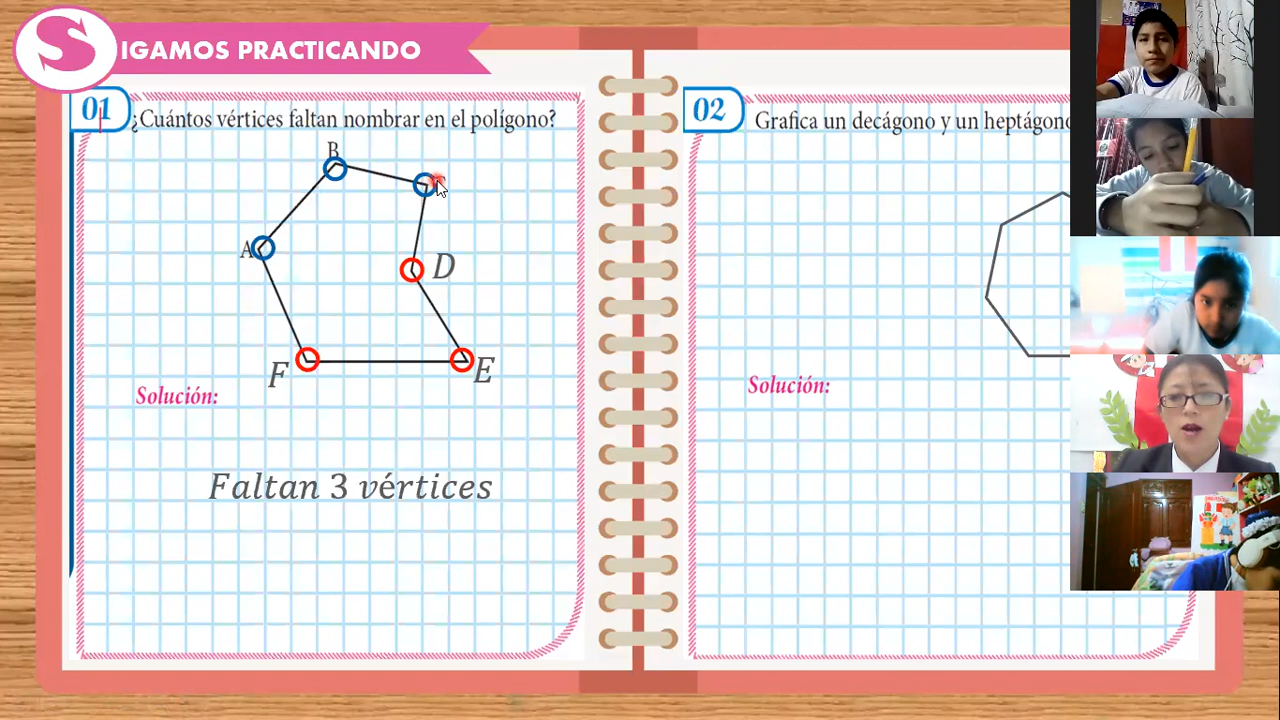 SIGAMOS PRACTICANDO
01
¿Cuántos vértices faltan nombrar en el polígono?
B
A
D
F
E
Solución:
Faltan 3 vértices
02
Grafica un decágono y un heptágono
Solución: